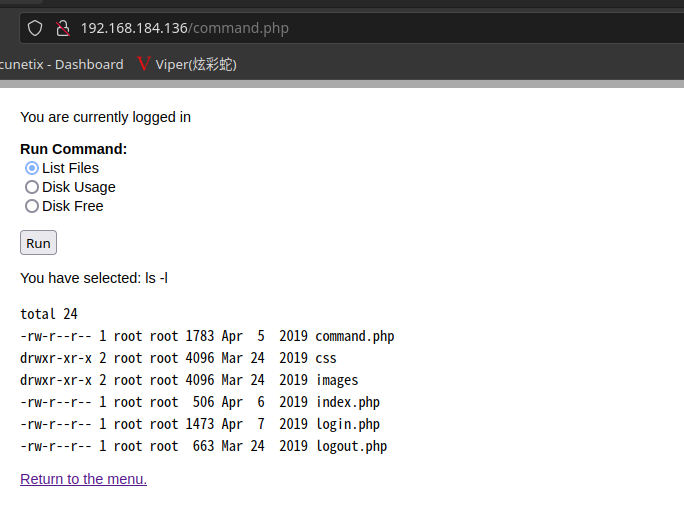 192.168.184.136/command.php
cunetix - Dashboard Viper(炫彩蛇)
You are currently logged in
Run Command:
List Files
Disk Usage
Disk Free
Run
You have selected: ls -l
total 24
-rw-r--r-- 1 root root 1783 Apr  5  2019 command.php
drwxr-xr-x 2 root root 4096 Mar 24  2019 css
drwxr-xr-x 2 root root 4096 Mar 24  2019 images
-rw-r--r-- 1 root root  506 Apr  6  2019 index.php
-rw-r--r-- 1 root root 1473 Apr  7  2019 login.php
-rw-r--r-- 1 root root  663 Mar 24  2019 logout.php
Return to the menu.